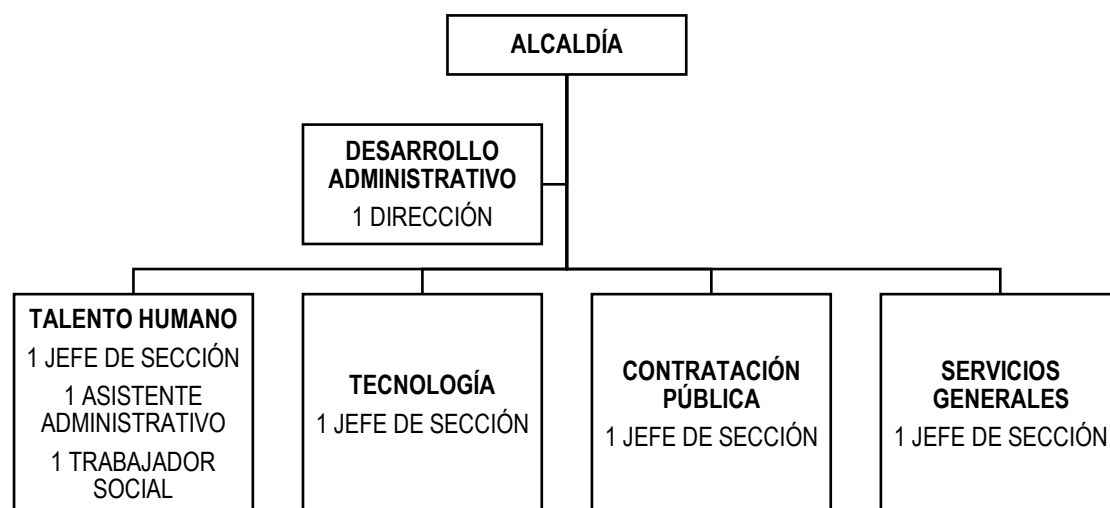 ALCALDÍA
DESARROLLO
ADMINISTRATIVO
1 DIRECCIÓN
TALENTO HUMANO
1 JEFE DE SECCIÓN
1 ASISTENTE
ADMINISTRATIVO
1 TRABAJADOR
SOCIAL
TECNOLOGÍA
1 JEFE DE SECCIÓN
CONTRATACIÓN
PÚBLICA
1 JEFE DE SECCIÓN
SERVICIOS
GENERALES
1 JEFE DE SECCIÓN